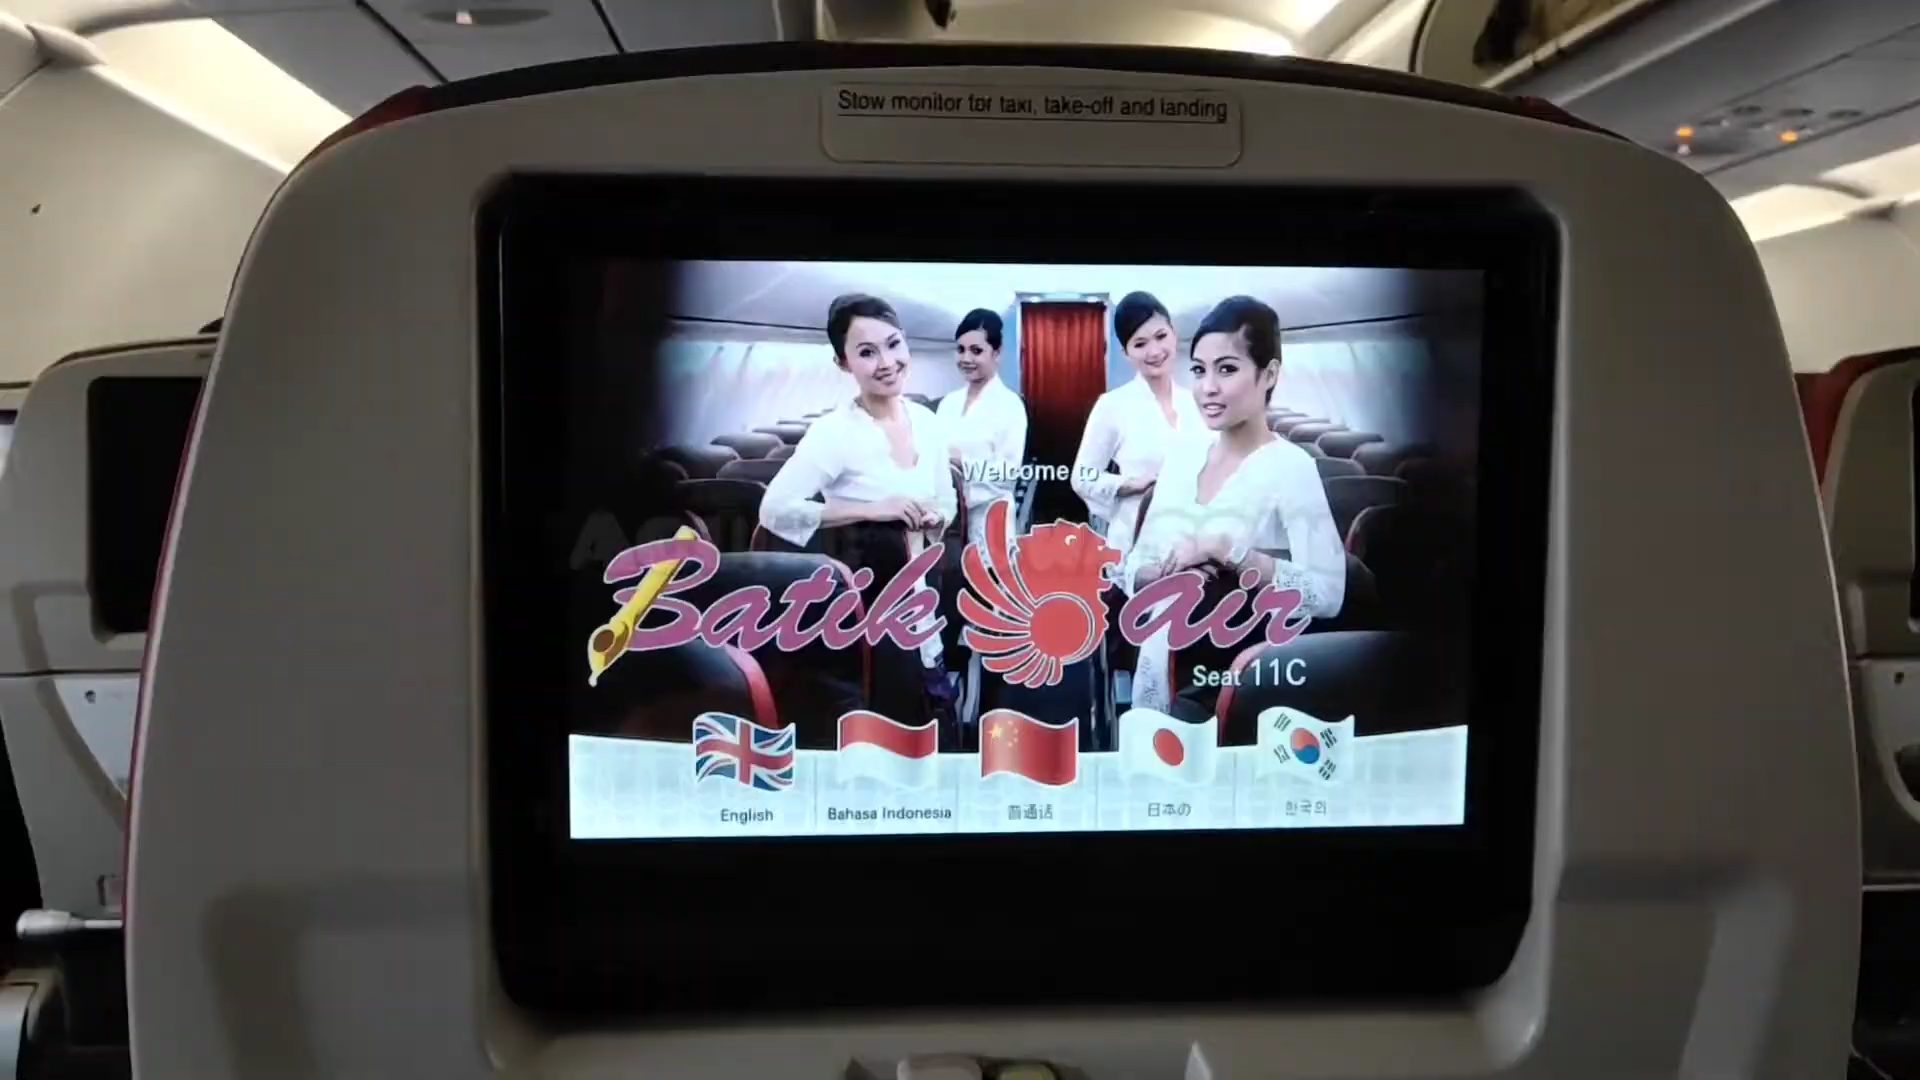 Stow monitor for taxi, take-off and landing
Welcome to
Batik air
Seat 11C
English
Bahasa Indonesia
普通话
日本の
한국의